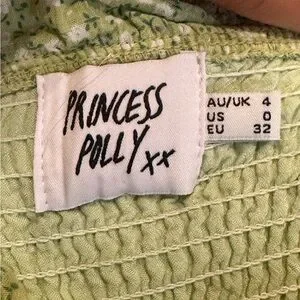 PRINCESS
POLLY xx
AU/UK 4
US 0
EU 32